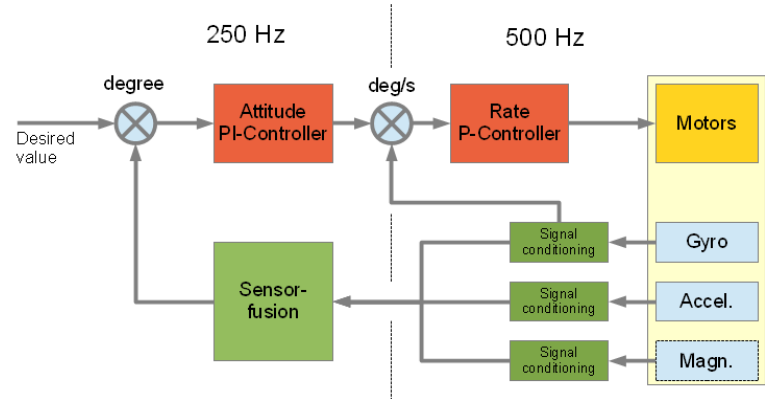 250 Hz
500 Hz
degree
deg/s
Desired
value
Attitude
PI-Controller
Rate
P-Controller
Motors
Signal
conditioning
Gyro
Sensor-
fusion
Signal
conditioning
Accel.
Signal
conditioning
Magn.